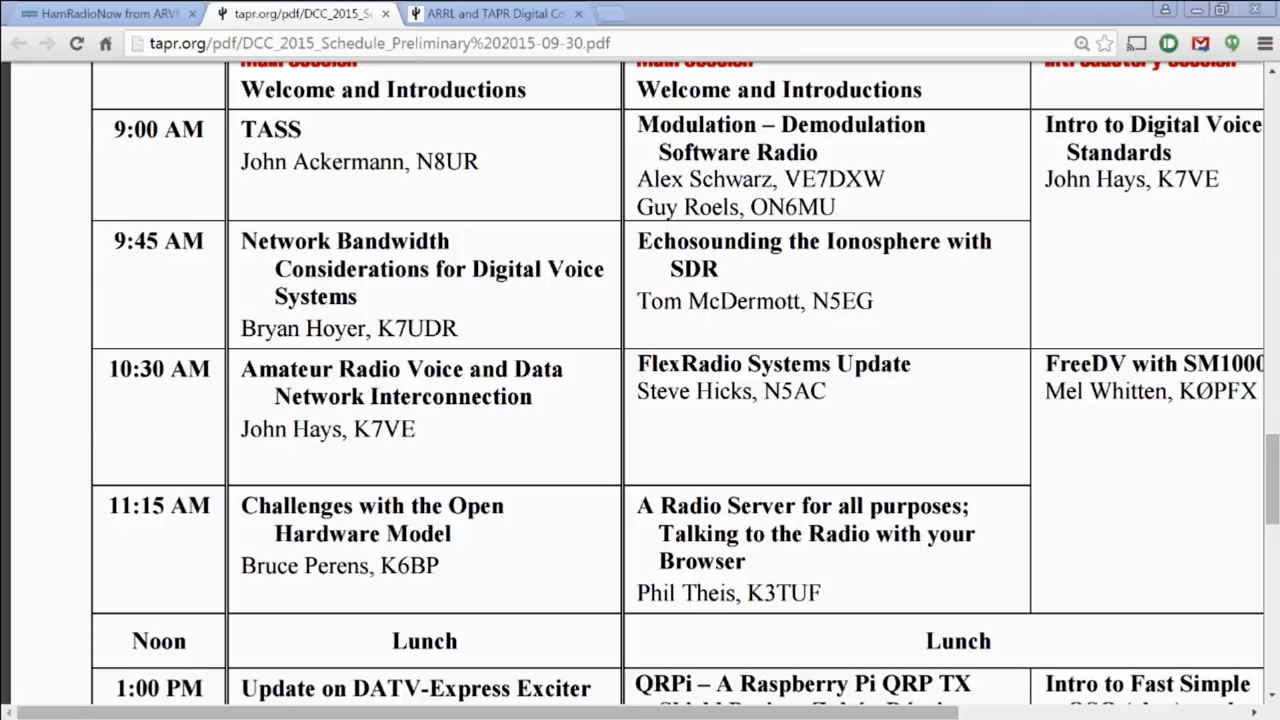 HamRadioNow from ARV
tapr.org/pdf/DCC_2015_S
ARRL and TAPR Digital Co
tapr.org/pdf/DCC_2015_Schedule_Preliminary%202015-09-30.pdf
Main Session
Main Session
Introductory Session
Welcome and Introductions
Welcome and Introductions
9:00 AM
TASS
John Ackermann, N8UR
Modulation – Demodulation
Software Radio
Alex Schwarz, VE7DXW
Guy Roels, ON6MU
Intro to Digital Voice
Standards
John Hays, K7VE
9:45 AM
Network Bandwidth
Considerations for Digital Voice
Systems
Bryan Hoyer, K7UDR
Echosounding the Ionosphere with
SDR
Tom McDermott, N5EG
10:30 AM
Amateur Radio Voice and Data
Network Interconnection
John Hays, K7VE
FlexRadio Systems Update
Steve Hicks, N5AC
FreeDV with SM1000
Mel Whitten, KØPFX
11:15 AM
Challenges with the Open
Hardware Model
Bruce Perens, K6BP
A Radio Server for all purposes;
Talking to the Radio with your
Browser
Phil Theis, K3TUF
Noon
Lunch
Lunch
1:00 PM
Update on DATV-Express Exciter
QRPi – A Raspberry Pi QRP TX
Intro to Fast Simple